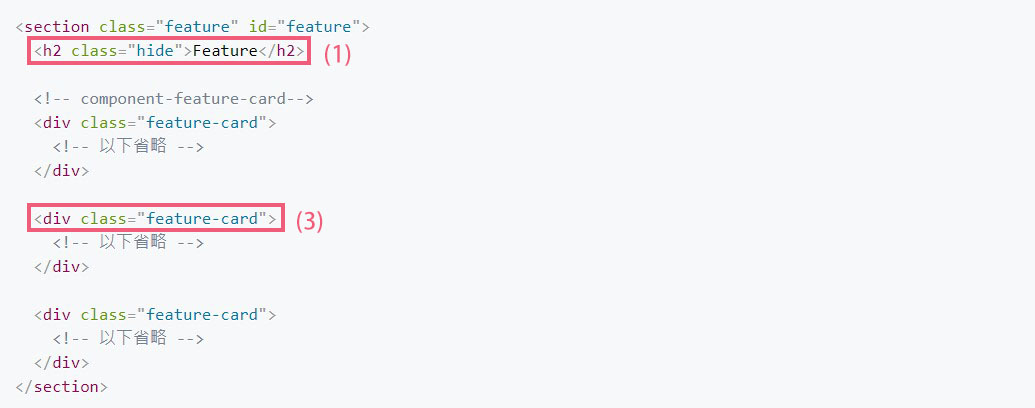 <section class="feature" id="feature">
<h2 class="hide">Feature</h2> (1)
<!-- component-feature-card-->
<div class="feature-card">
<!-- 以下省略 -->
</div>
<div class="feature-card"> (3)
<!-- 以下省略 -->
</div>
<div class="feature-card">
<!-- 以下省略 -->
</div>
</section>